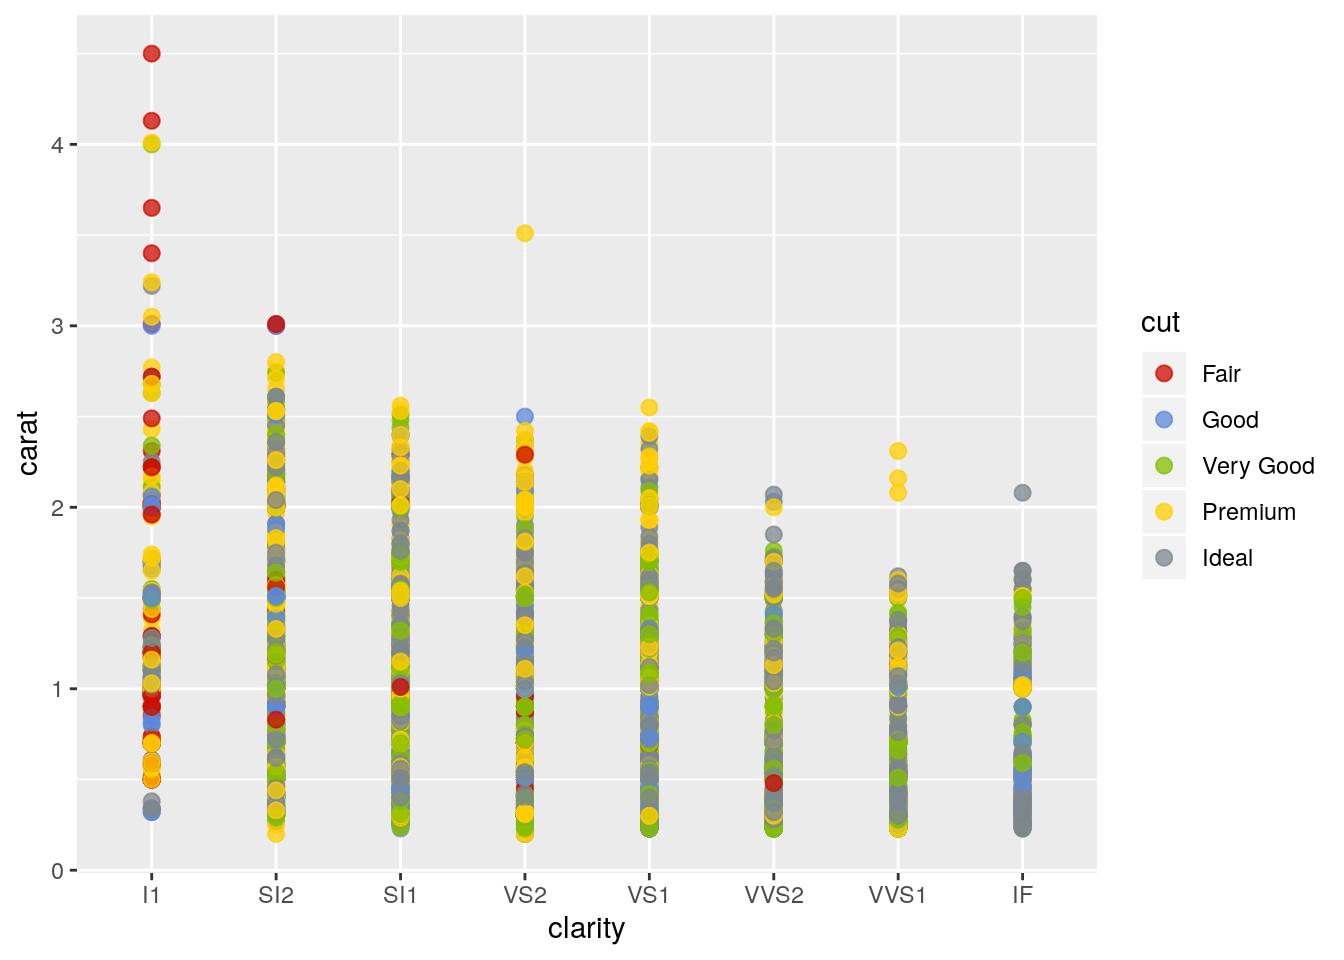 4
3
2
1
0
carat
I1 SI2 SI1 VS2 VS1 VVS2 VVS1 IF
clarity
cut
Fair
Good
Very Good
Premium
Ideal